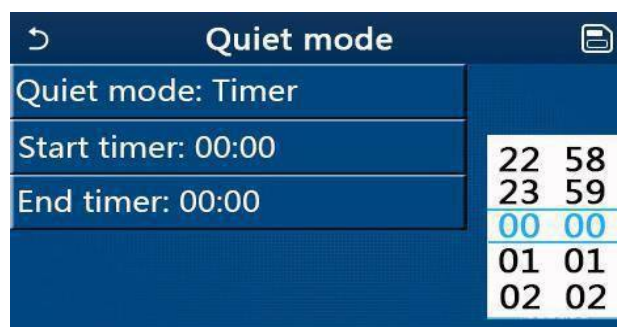 Quiet mode
Quiet mode: Timer
Start timer: 00:00
End timer: 00:00
22 58
23 59
00 00
01 01
02 02